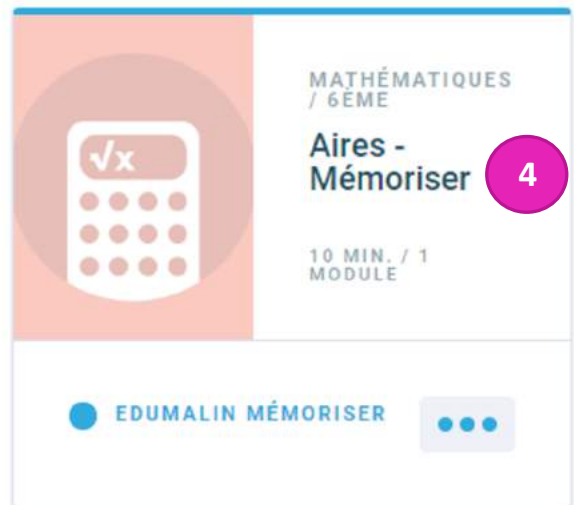 MATHÉMATIQUES
/ 6ÈME
Aires -
Mémoriser
4
10 MIN. / 1
MODULE
√x
EDUMALIN MÉMORISER